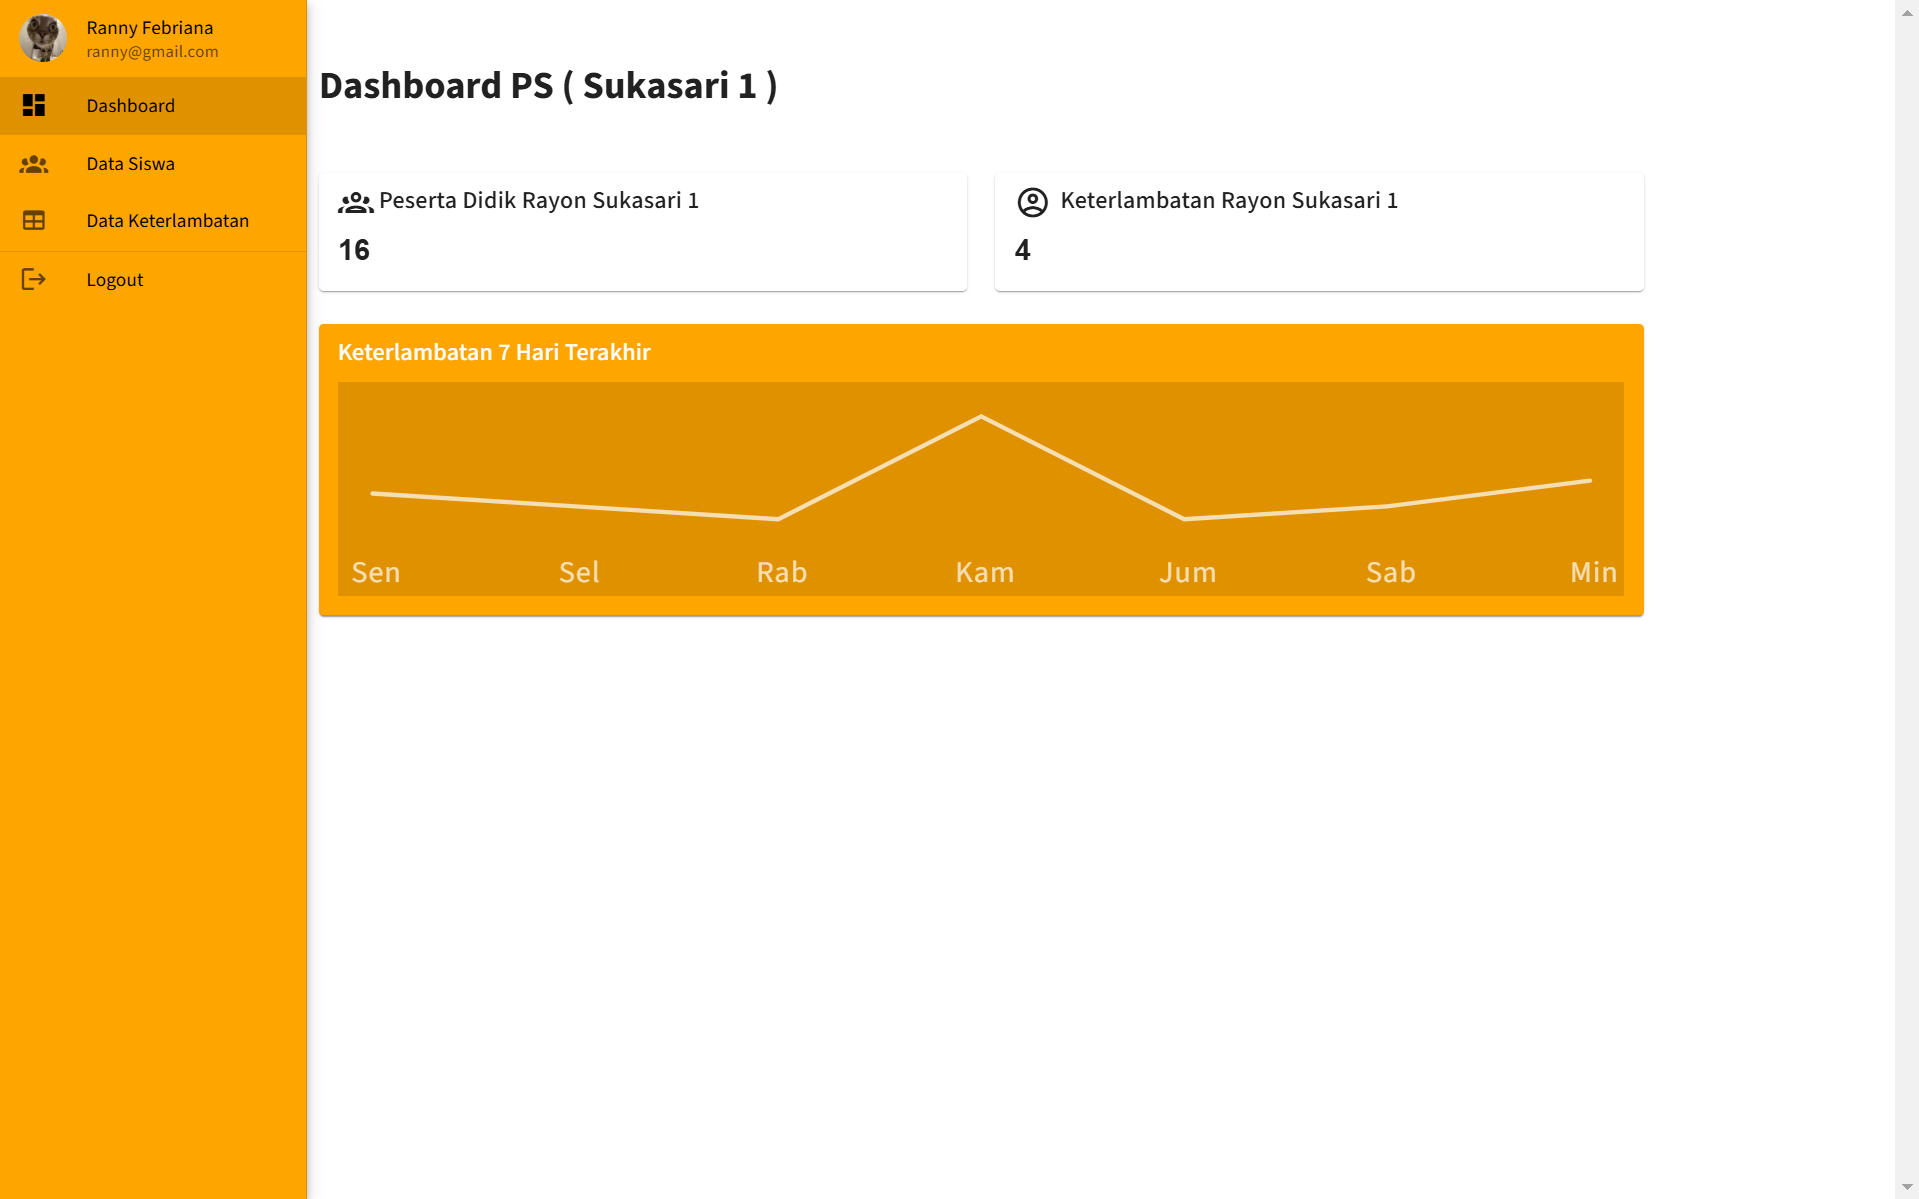 Ranny Febriana
ranny@gmail.com
Dashboard
Data Siswa
Data Keterlambatan
Logout
Dashboard PS ( Sukasari 1 )
Peserta Didik Rayon Sukasari 1
16
Keterlambatan Rayon Sukasari 1
4
Keterlambatan 7 Hari Terakhir
Sen Sel Rab Kam Jum Sab Min